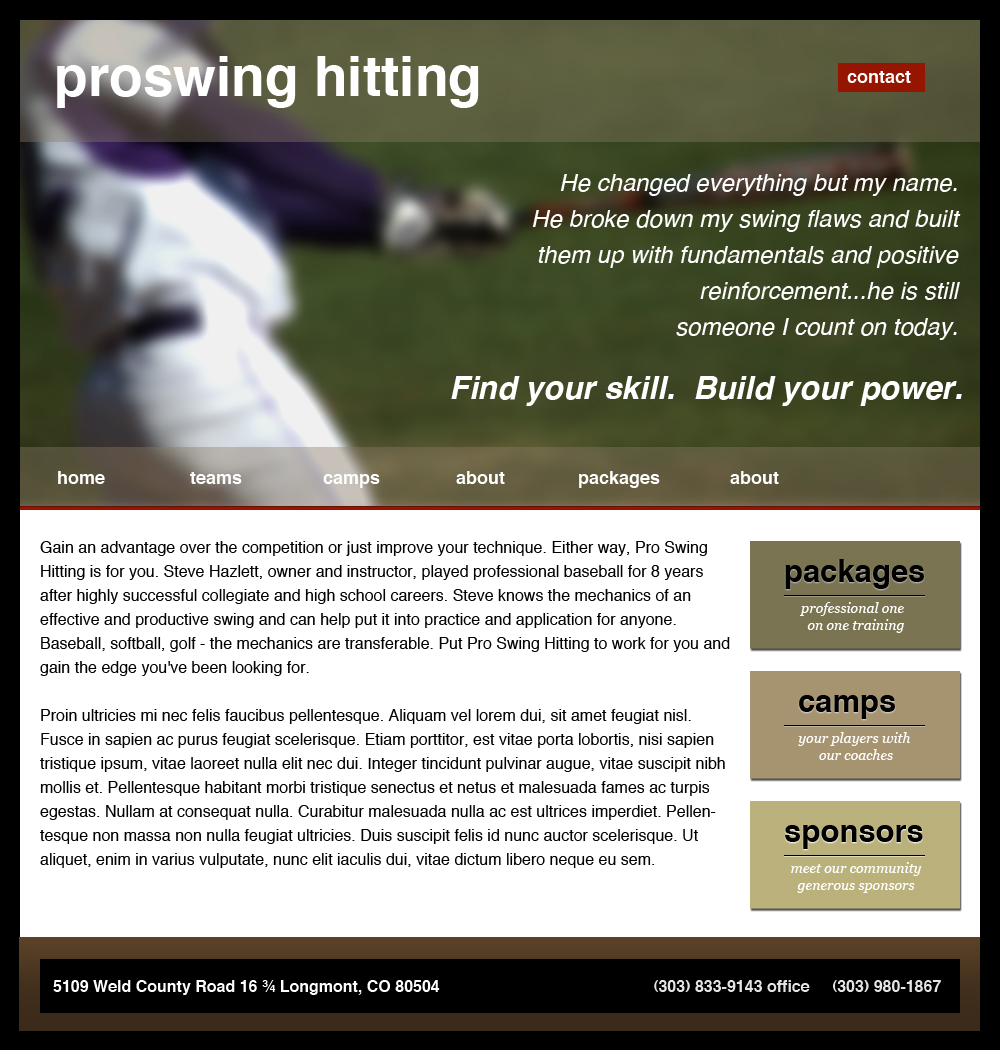 proswing hitting
contact
He changed everything but my name.
He broke down my swing flaws and built
them up with fundamentals and positive
reinforcement...he is still
someone I count on today.
Find your skill.  Build your power.
home teams camps about packages about
Gain an advantage over the competition or just improve your technique. Either way, Pro Swing
Hitting is for you. Steve Hazlett, owner and instructor, played professional baseball for 8 years
after highly successful collegiate and high school careers. Steve knows the mechanics of an
effective and productive swing and can help put it into practice and application for anyone.
Baseball, softball, golf - the mechanics are transferable. Put Pro Swing Hitting to work for you and
gain the edge you've been looking for.
Proin ultricies mi nec felis faucibus pellentesque. Aliquam vel lorem dui, sit amet feugiat nisl.
Fusce in sapien ac purus feugiat scelerisque. Etiam porttitor, est vitae porta lobortis, nisi sapien
tristique ipsum, vitae laoreet nulla elit nec dui. Integer tincidunt pulvinar augue, vitae suscipit nibh
mollis et. Pellentesque habitant morbi tristique senectus et netus et malesuada fames ac turpis
egestas. Nullam at consequat nulla. Curabitur malesuada nulla ac est ultrices imperdiet. Pellen-
tesque non massa non nulla feugiat ultricies. Duis suscipit felis id nunc auctor scelerisque. Ut
aliquet, enim in varius vulputate, nunc elit iaculis dui, vitae dictum libero neque eu sem.
packages
professional one
on one training
camps
your players with
our coaches
sponsors
meet our community
generous sponsors
5109 Weld County Road 16 ¾ Longmont, CO 80504
(303) 833-9143 office (303) 980-1867